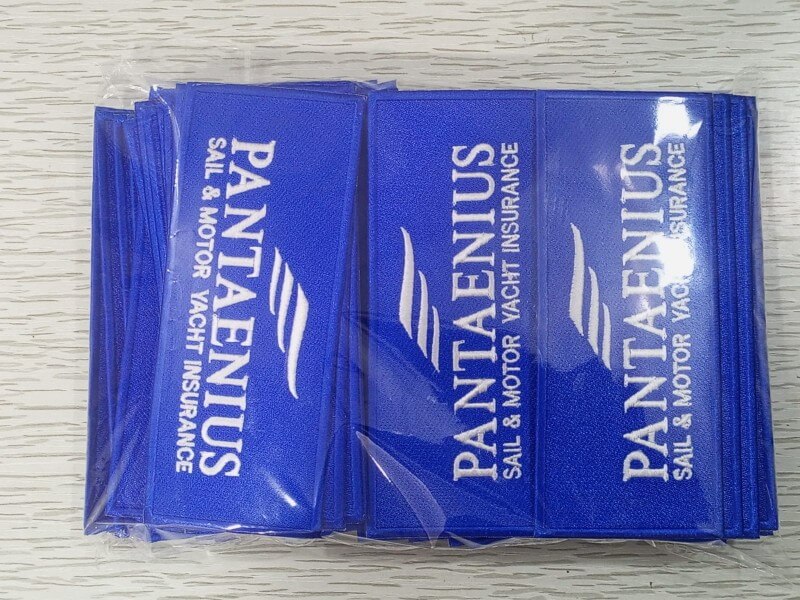 PANTAENIUS
SAIL & MOTOR YACHT INSURANCE
PANTAENIUS
SAIL & MOTOR YACHT INSURANCE
PANTAENIUS
SAIL & MOTOR YACHT INSURANCE